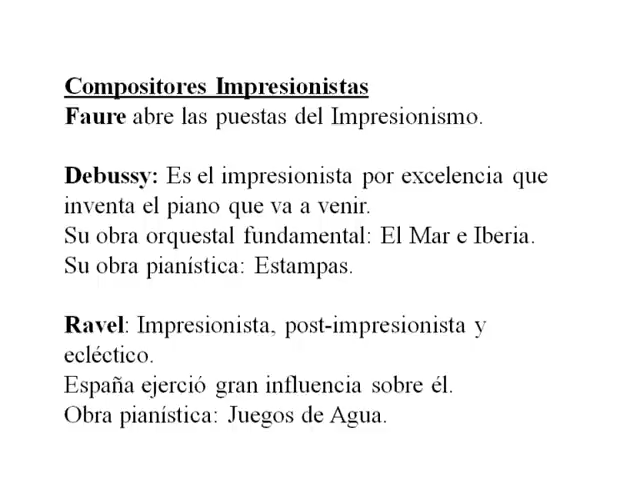 Compositores Impresionistas
Faure abre las puestas del Impresionismo.
Debussy: Es el impresionista por excelencia que
inventa el piano que va a venir.
Su obra orquestal fundamental: El Mar e Iberia.
Su obra pianística: Estampas.
Ravel: Impresionista, post-impresionista y
ecléctico.
España ejerció gran influencia sobre él.
Obra pianística: Juegos de Agua.